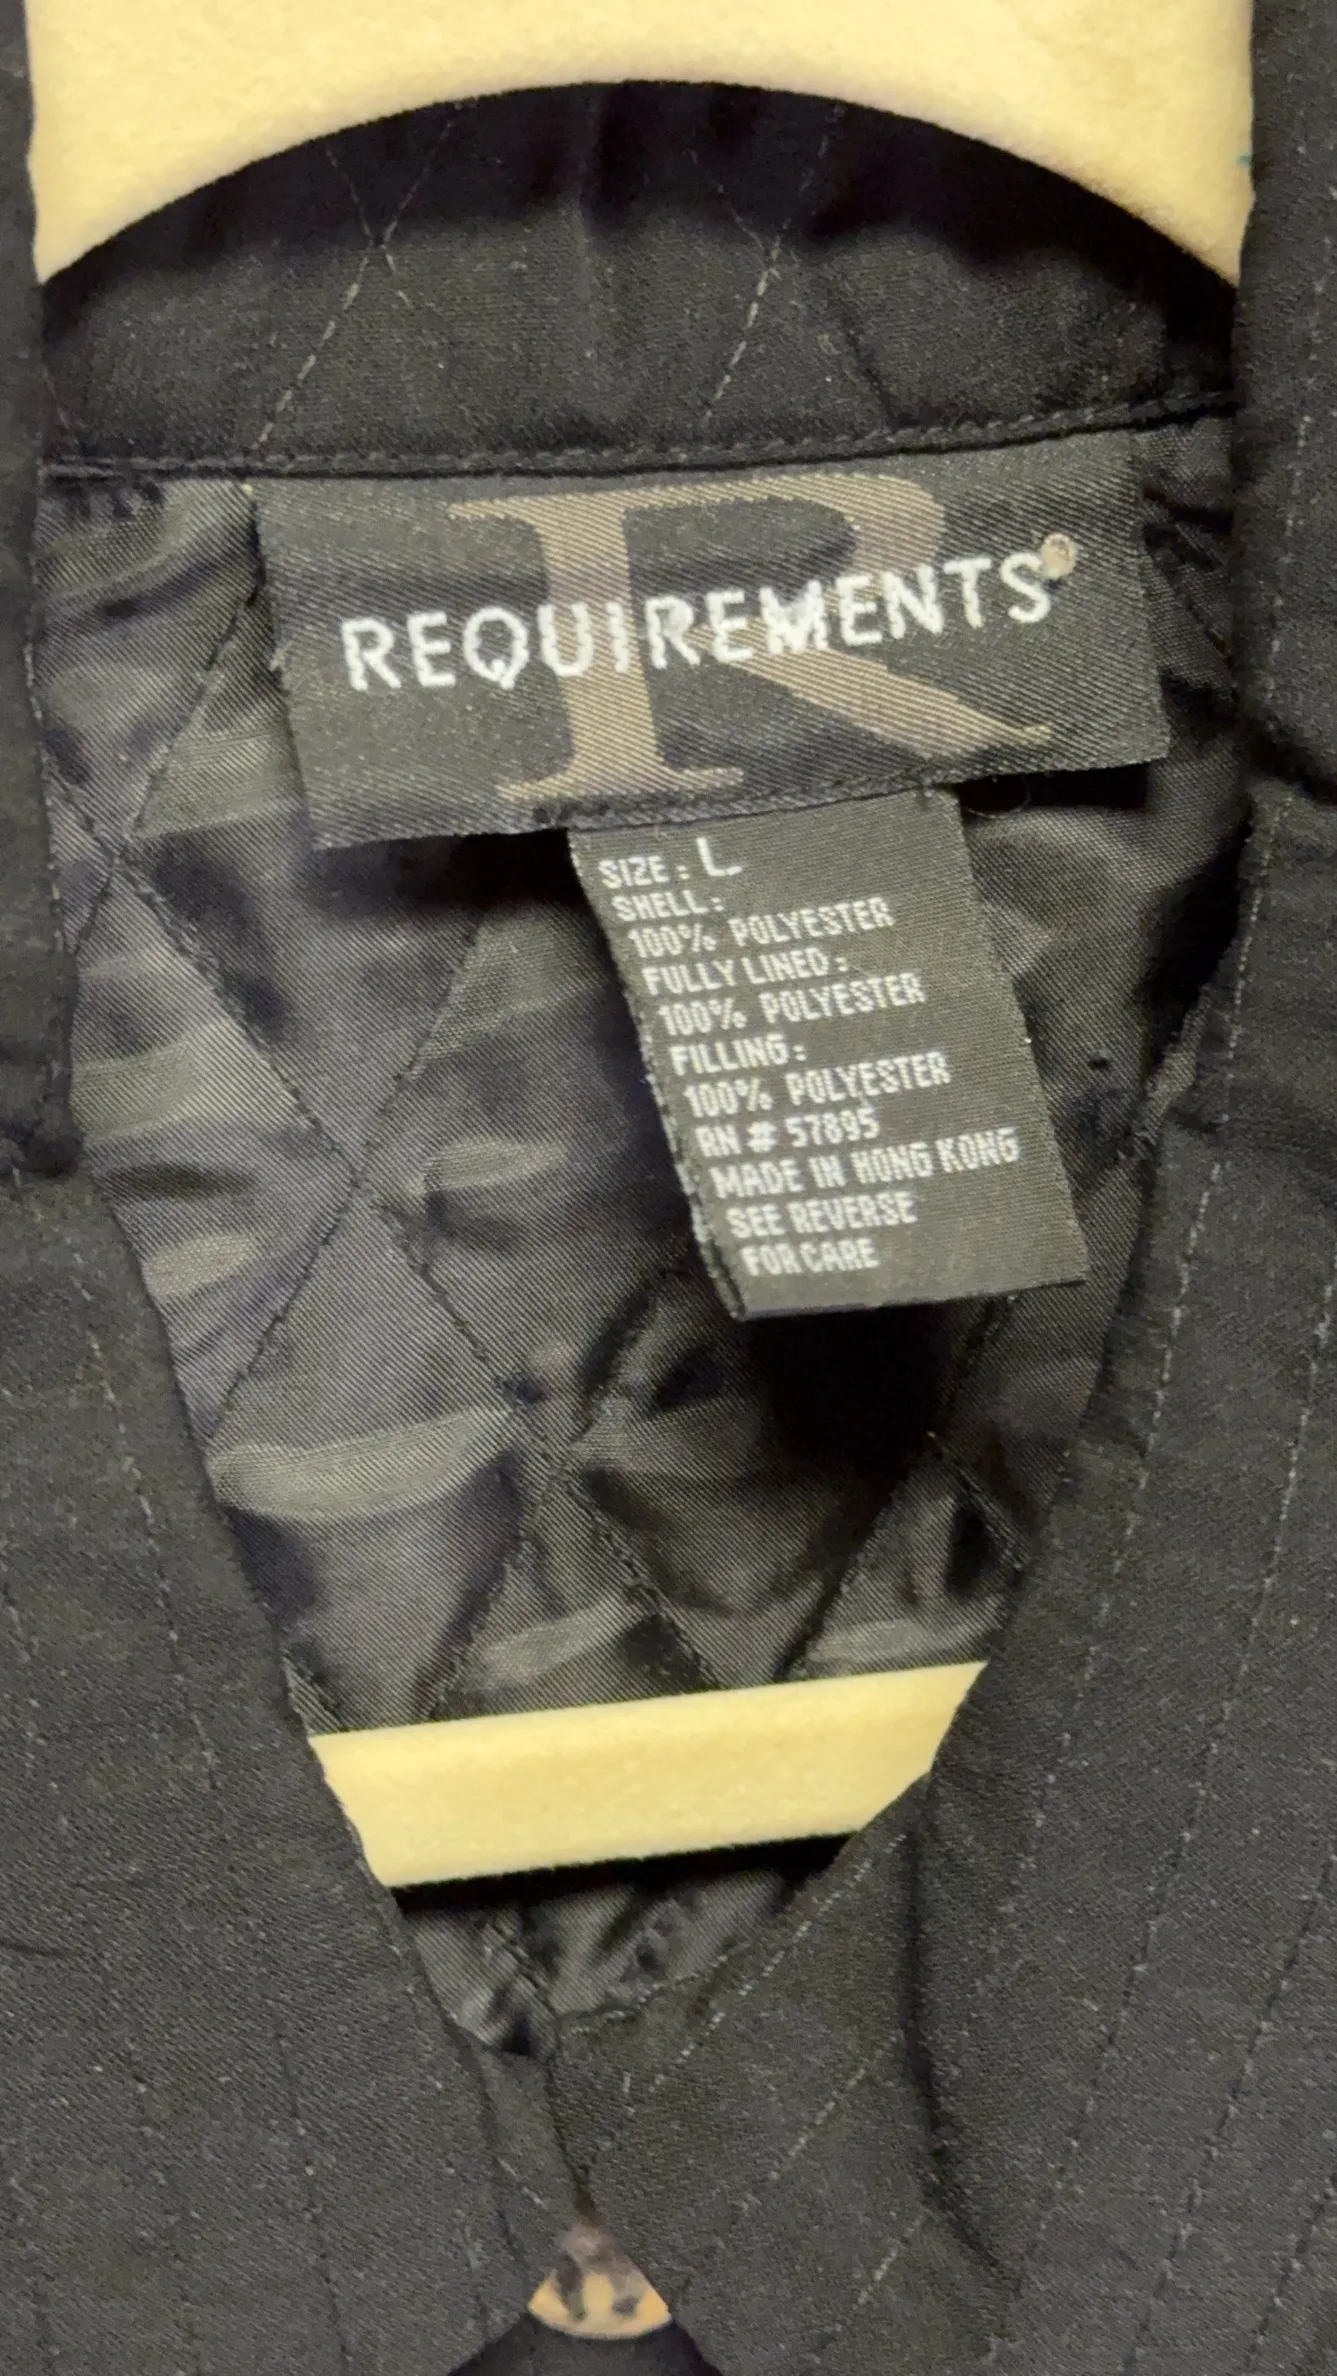 R
REQUIREMENTS®
SIZE: L
SHELL:
100% POLYESTER
FULLY LINED:
100% POLYESTER
FILLING:
100% POLYESTER
RN # 57895
MADE IN HONG KONG
SEE REVERSE
FOR CARE